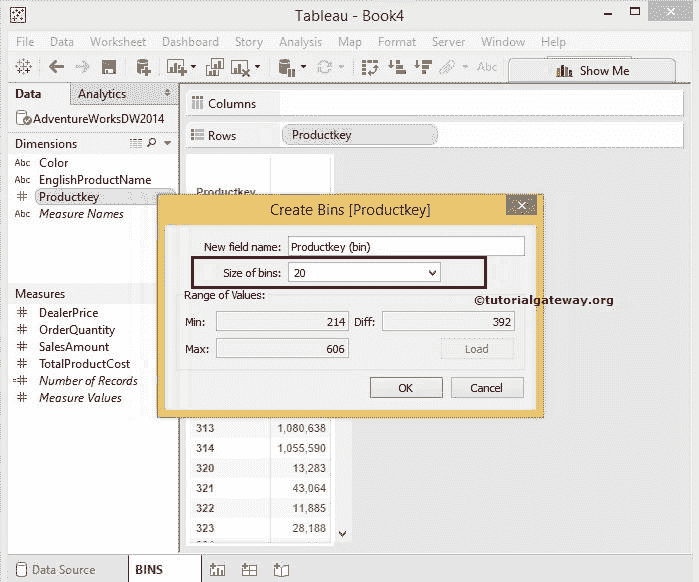 Tableau - Book4
File Data Worksheet Dashboard Story Analysis Map Format Server Window Help
Abc Show Me
Data Analytics
AdventureWorksDW2014
Dimensions
Abc Color
Abc EnglishProductName
# Productkey
Abc Measure Names
Measures
# DealerPrice
# OrderQuantity
# SalesAmount
# TotalProductCost
=# Number of Records
# Measure Values
Columns
Rows Productkey
Productkey
Create Bins [Productkey]
New field name: Productkey (bin)
Size of bins: 20
Range of Values:
Min: 214 Diff: 392
Max: 606 Load
OK Cancel
©tutorialgateway.org
313 1,080,638
314 1,055,590
320 13,283
321 43,064
322 11,885
323 28,188
Data Source BINS